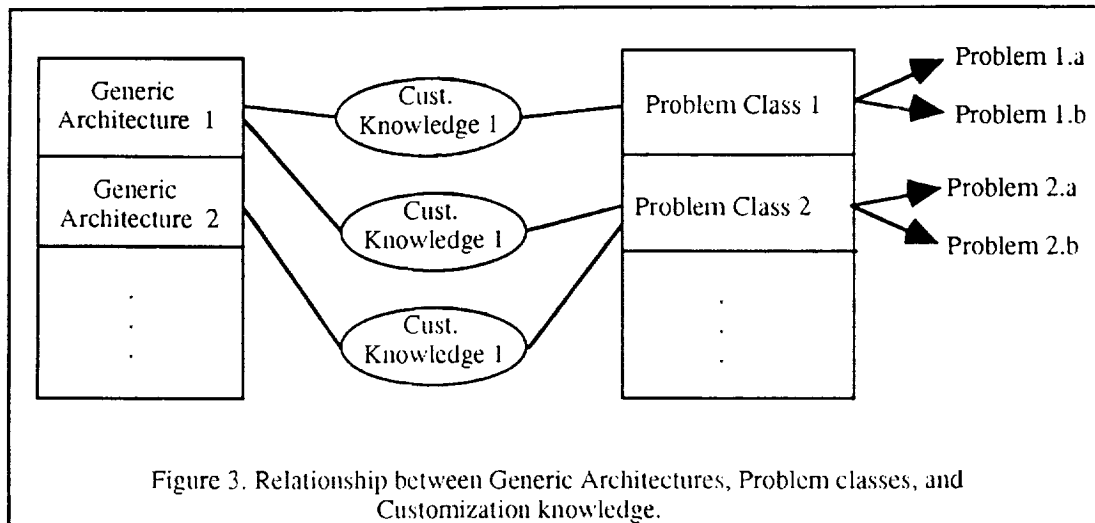 Generic
Architecture 1
Generic
Architecture 2
.
.
.
Cust.
Knowledge 1
Cust.
Knowledge 1
Cust.
Knowledge 1
Problem Class 1
Problem Class 2
.
.
.
Problem 1.a
Problem 1.b
Problem 2.a
Problem 2.b
Figure 3. Relationship between Generic Architectures, Problem classes, and
Customization knowledge.